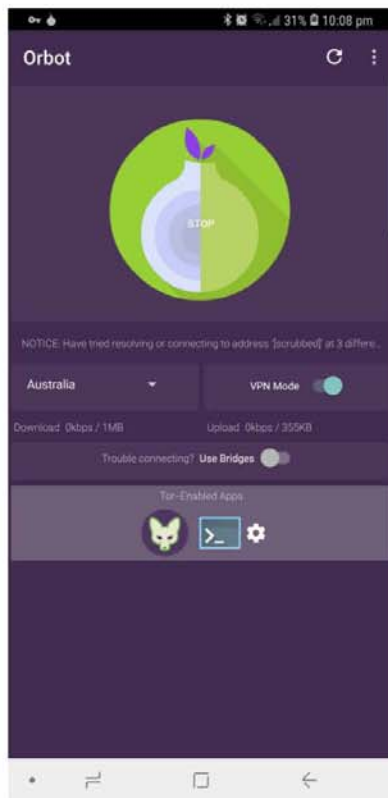 31% 10:08 pm
Orbot
STOP
NOTICE: Have tried resolving or connecting to address '[scrubbed]' at 3 differe..
Australia
VPN Mode
Download 0kbps / 1MB
Upload 0kbps / 355KB
Trouble connecting? Use Bridges
Tor-Enabled Apps
>_